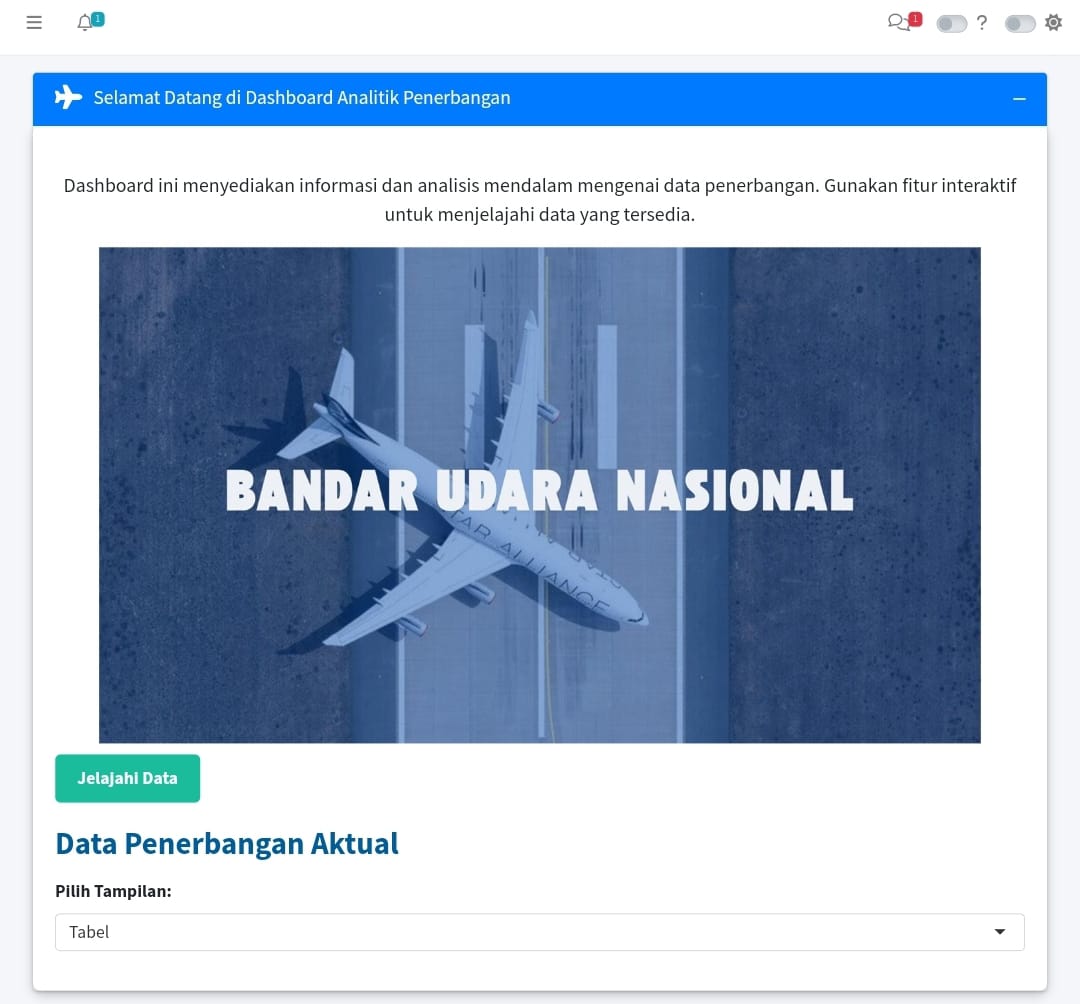 1
1
?
Selamat Datang di Dashboard Analitik Penerbangan
Dashboard ini menyediakan informasi dan analisis mendalam mengenai data penerbangan. Gunakan fitur interaktif
untuk menjelajahi data yang tersedia.
BANDAR UDARA NASIONAL
STAR ALLIANCE
Jelajahi Data
Data Penerbangan Aktual
Pilih Tampilan:
Tabel